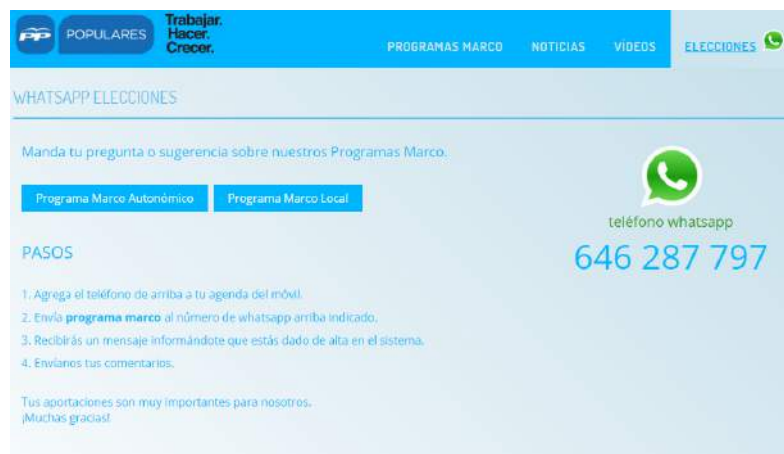 PP POPULARES
Trabajar.
Hacer.
Crecer.
PROGRAMAS MARCO NOTICIAS VÍDEOS ELECCIONES
WHATSAPP ELECCIONES
Manda tu pregunta o sugerencia sobre nuestros Programas Marco.
Programa Marco Autonómico Programa Marco Local
teléfono whatsapp
646 287 797
PASOS
1. Agrega el teléfono de arriba a tu agenda del móvil.
2. Envía programa marco al número de whatsapp arriba indicado.
3. Recibirás un mensaje informándote que estás dado de alta en el sistema.
4. Envíanos tus comentarios.
Tus aportaciones son muy importantes para nosotros.
¡Muchas gracias!